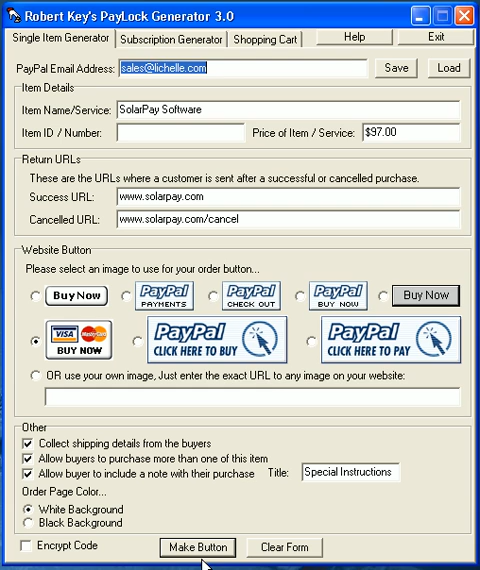 Robert Key's PayLock Generator 3.0
Single Item Generator Subscription Generator Shopping Cart Help Exit
PayPal Email Address: sales@lichelle.com Save Load
Item Details
Item Name/Service: SolarPay Software
Item ID / Number: Price of Item / Service: $97.00
Return URLs
These are the URLs where a customer is sent after a successful or cancelled purchase.
Success URL: www.solarpay.com
Cancelled URL: www.solarpay.com/cancel
Website Button
Please select an image to use for your order button...
Buy Now PayPal PAYMENTS PayPal CHECK OUT PayPal BUY NOW Buy Now
VISA MasterCard BUY NOW PayPal CLICK HERE TO BUY PayPal CLICK HERE TO PAY
OR use your own image, Just enter the exact URL to any image on your website:
Other
Collect shipping details from the buyers
Allow buyers to purchase more than one of this item
Allow buyer to include a note with their purchase Title: Special Instructions
Order Page Color...
White Background
Black Background
Encrypt Code Make Button Clear Form